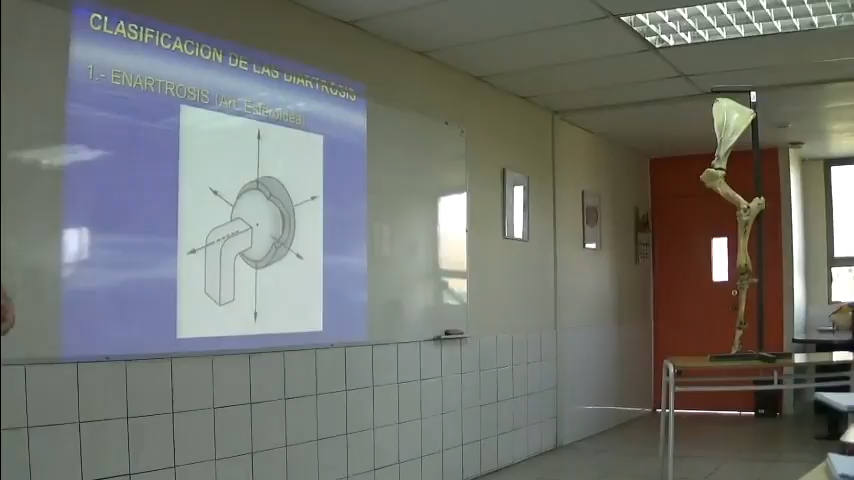 CLASIFICACION DE LAS DIARTROSIS
1.- ENARTROSIS (Art. Esferoidea)